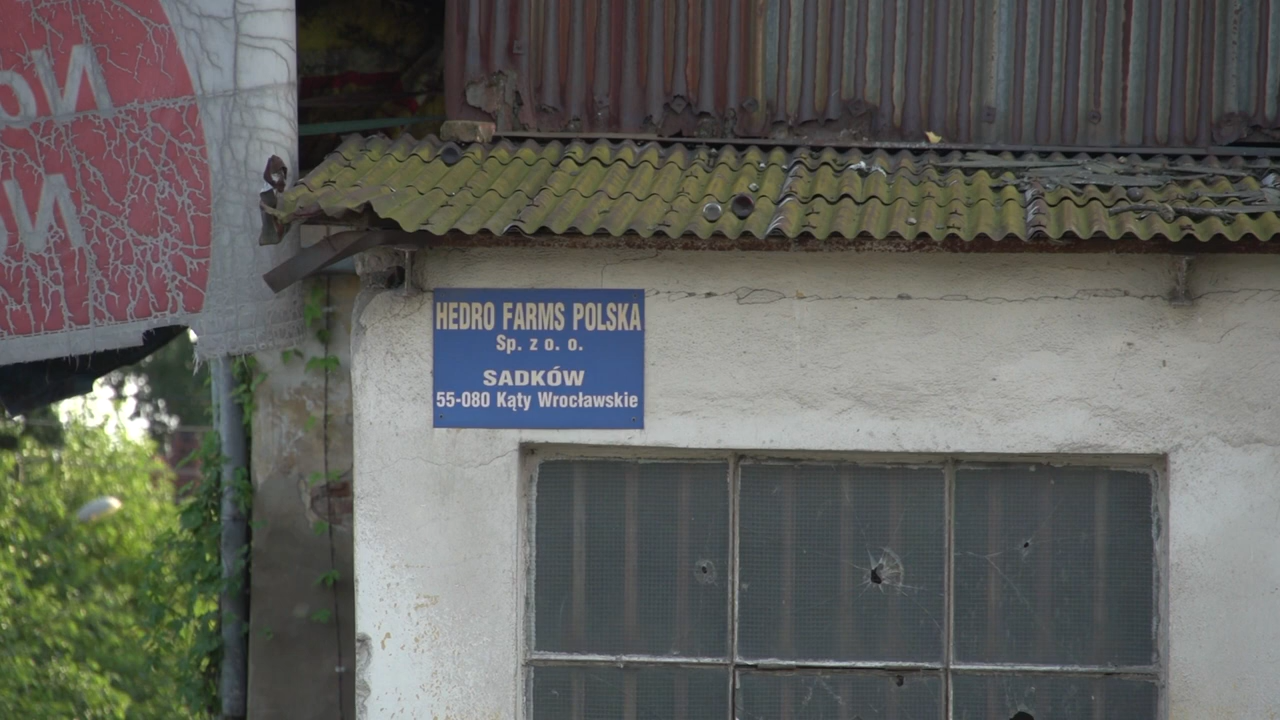 HEDRO FARMS POLSKA
Sp. z o. o.
SADKÓW
55-080 Kąty Wrocławskie